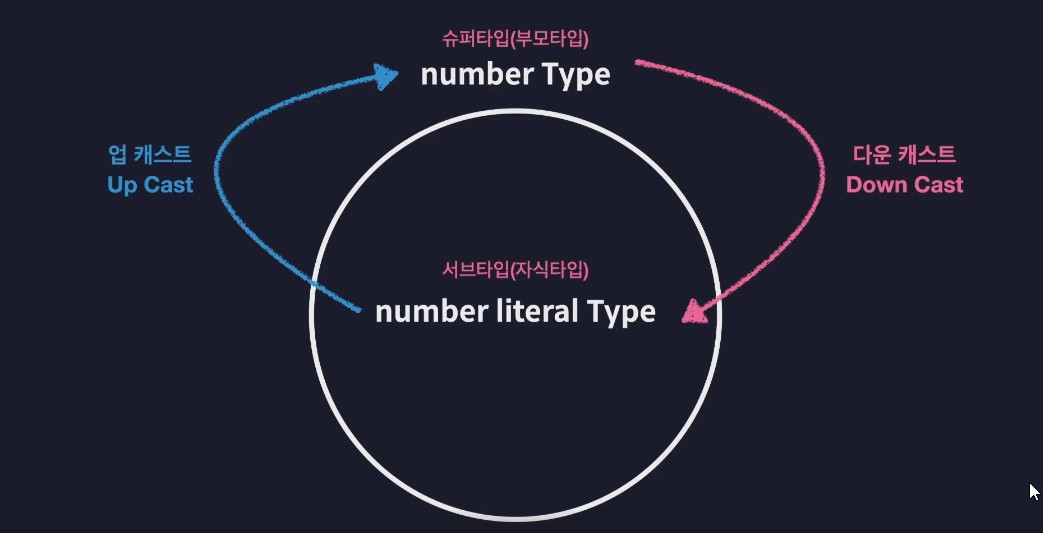 슈퍼타입(부모타입)
number Type
업 캐스트
Up Cast
다운 캐스트
Down Cast
서브타입(자식타입)
number literal Type